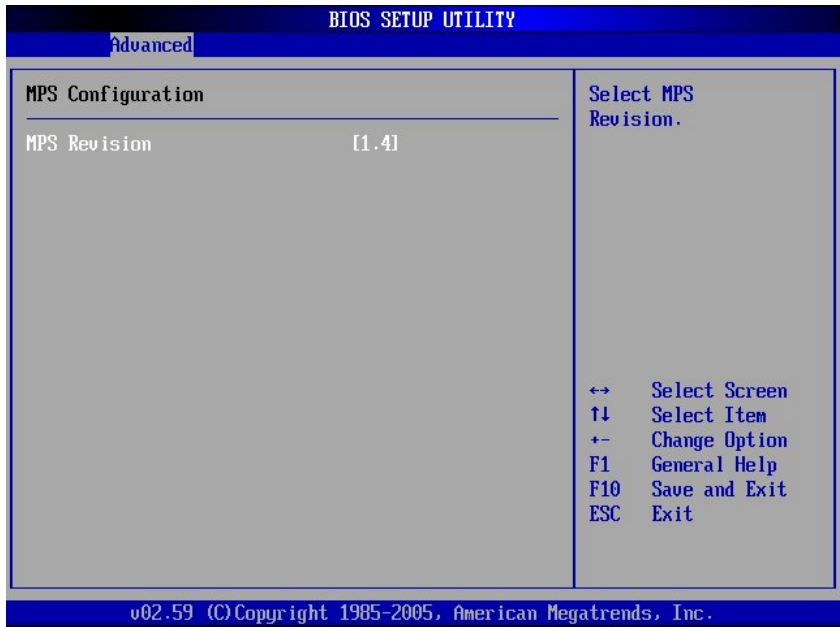 BIOS SETUP UTILITY
Advanced
MPS Configuration
MPS Revision [1.4]
Select MPS
Revision.
←→ Select Screen
↑↓ Select Item
+- Change Option
F1 General Help
F10 Save and Exit
ESC Exit
v02.59 (C)Copyright 1985-2005, American Megatrends, Inc.